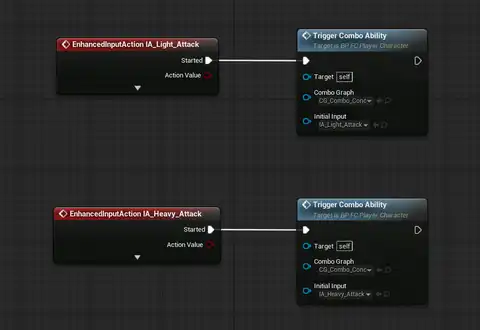 EnhancedInputAction IA_Light_Attack
Started
Action Value
Trigger Combo Ability
Target is BP FC Player Character
Target self
Combo Graph
CG_Combo_Conc
Initial Input
IA_Light_Attack
EnhancedInputAction IA_Heavy_Attack
Started
Action Value
Trigger Combo Ability
Target is BP FC Player Character
Target self
Combo Graph
CG_Combo_Conc
Initial Input
IA_Heavy_Attack